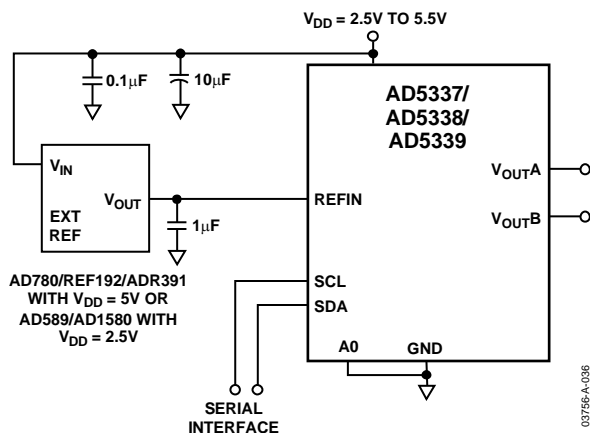 V_DD = 2.5V TO 5.5V
0.1μF
10μF
AD5337/
AD5338/
AD5339
V_IN
V_OUT
EXT
REF
1μF
REFIN
V_OUTA
V_OUTB
AD780/REF192/ADR391
WITH V_DD = 5V OR
AD589/AD1580 WITH
V_DD = 2.5V
SCL
SDA
A0
GND
SERIAL
INTERFACE
03756-A-036